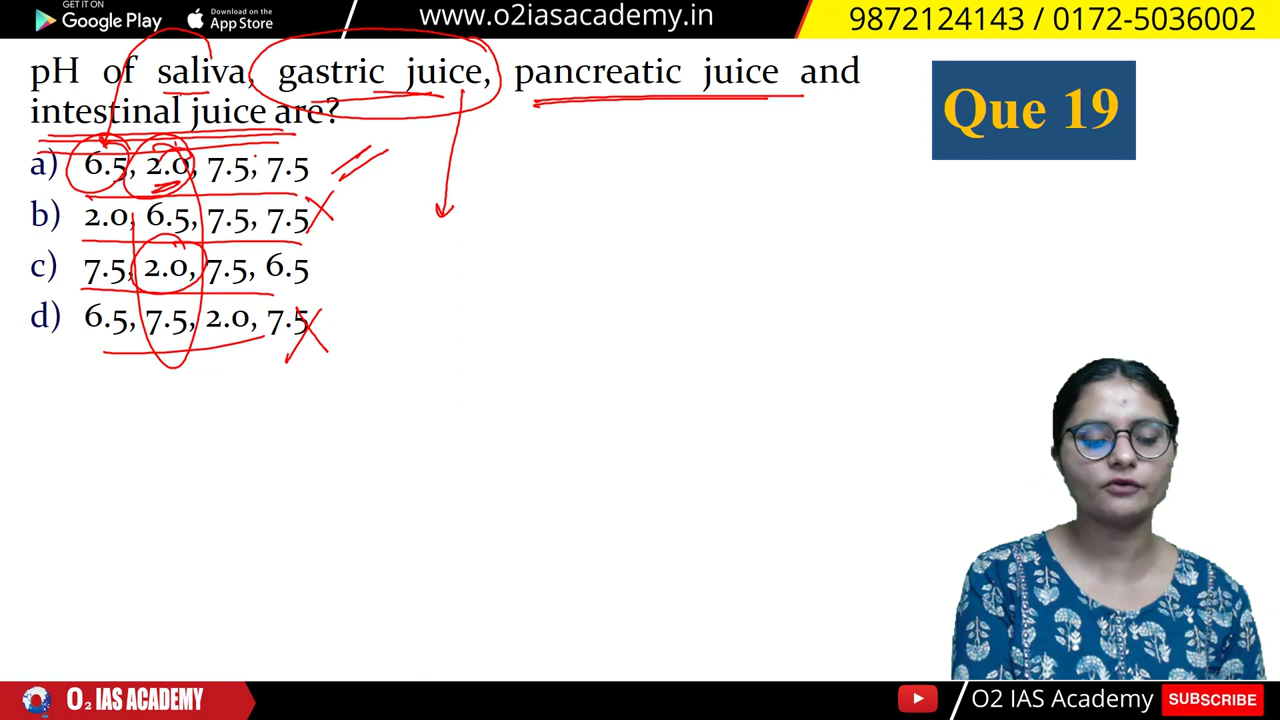 GET IT ON
Google Play
Download on the
App Store
www.o2iasacademy.in
9872124143 / 0172-5036002
pH of saliva, gastric juice, pancreatic juice and
intestinal juice are?
Que 19
a) 6.5, 2.0, 7.5, 7.5
b) 2.0, 6.5, 7.5, 7.5
c) 7.5, 2.0, 7.5, 6.5
d) 6.5, 7.5, 2.0, 7.5
O2 IAS ACADEMY
O2 IAS Academy
SUBSCRIBE